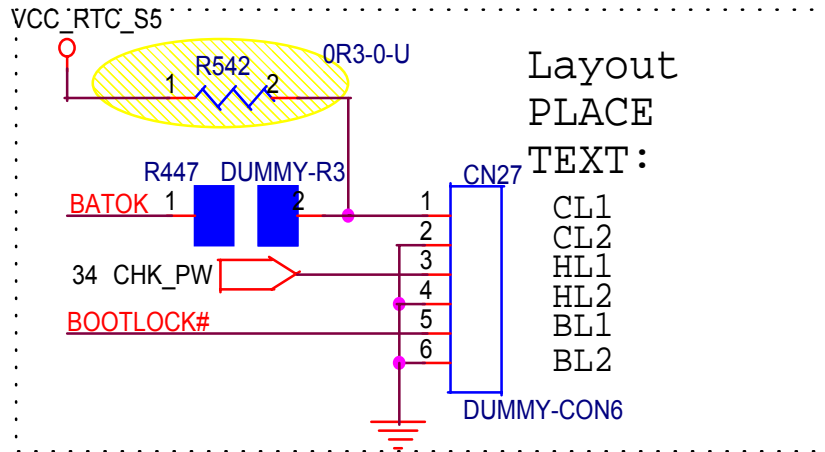 VCC_RTC_S5
R542
0R3-0-U
1
2
Layout
PLACE
TEXT:
R447
DUMMY-R3
CN27
BATOK
1
2
1
CL1
2
CL2
34 CHK_PW
3
HL1
4
HL2
BOOTLOCK#
5
BL1
6
BL2
DUMMY-CON6